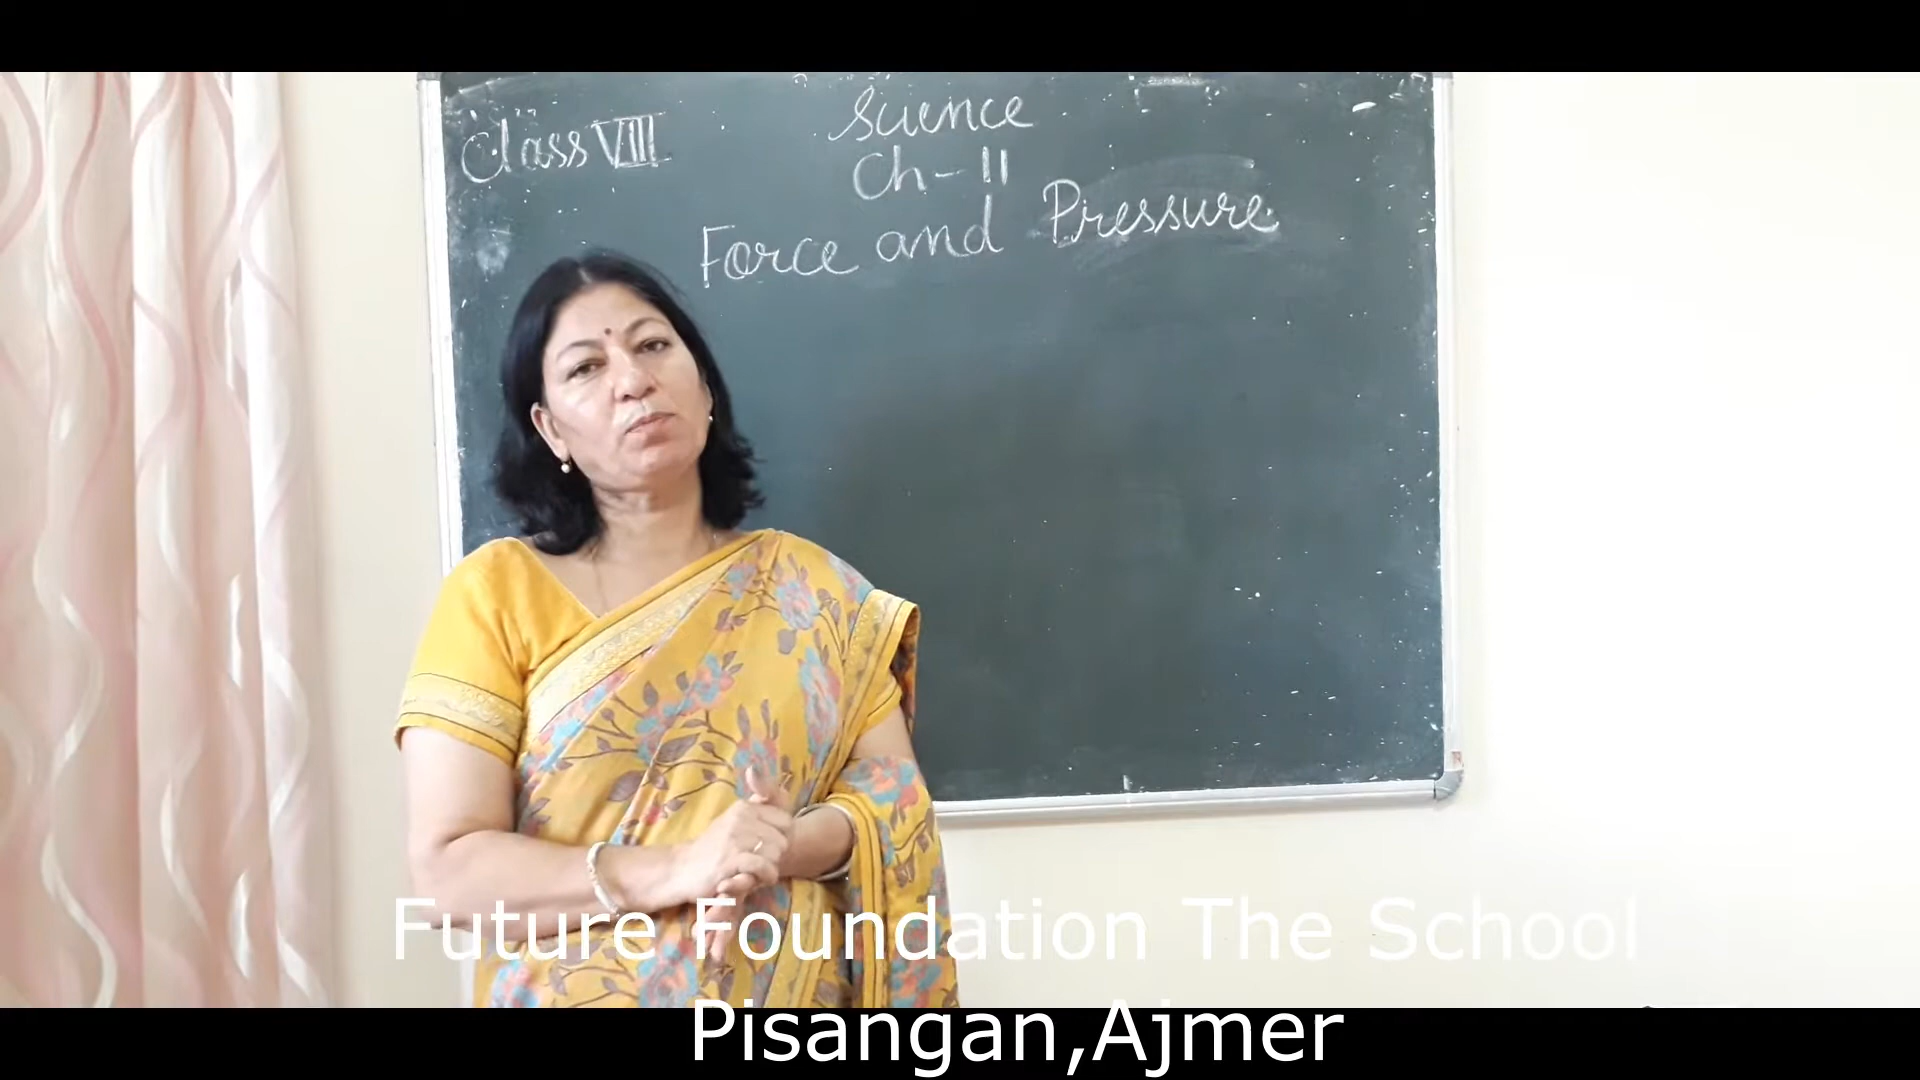 Class VIII
Science
Ch-11
Force and Pressure
Future Foundation The School
Pisangan,Ajmer